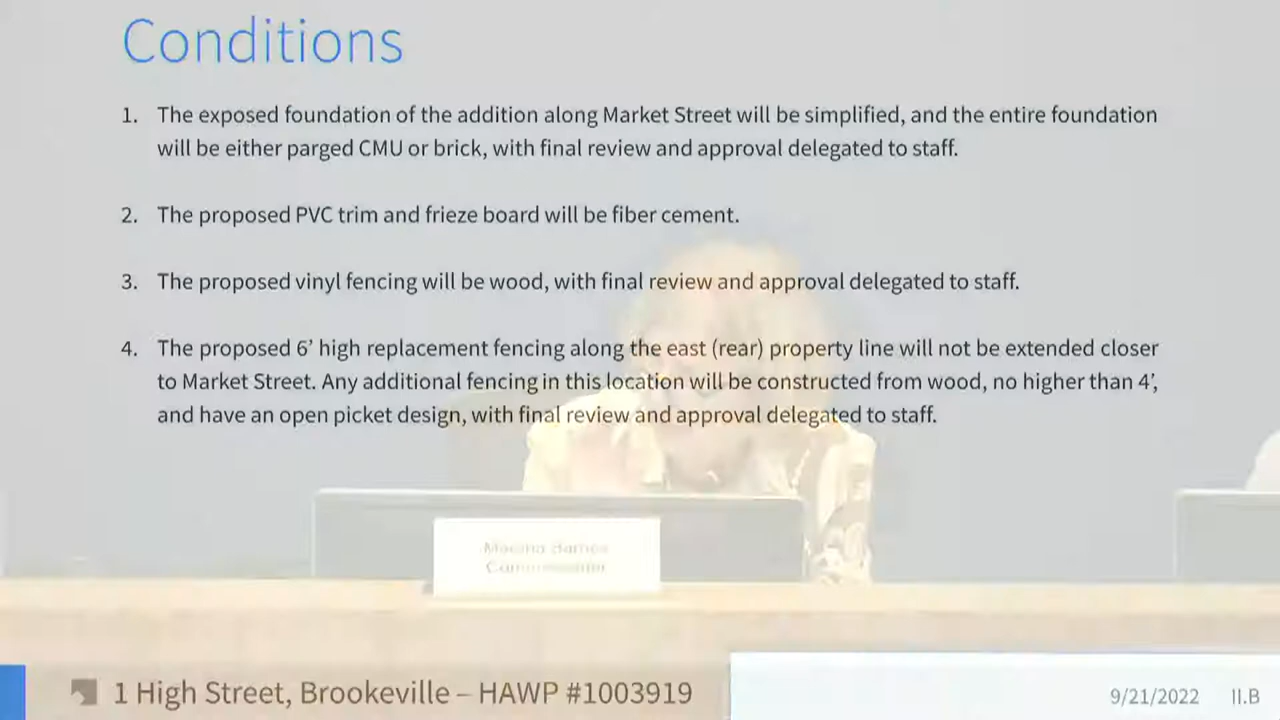 Conditions
1. The exposed foundation of the addition along Market Street will be simplified, and the entire foundation
will be either parged CMU or brick, with final review and approval delegated to staff.
2. The proposed PVC trim and frieze board will be fiber cement.
3. The proposed vinyl fencing will be wood, with final review and approval delegated to staff.
4. The proposed 6’ high replacement fencing along the east (rear) property line will not be extended closer
to Market Street. Any additional fencing in this location will be constructed from wood, no higher than 4’,
and have an open picket design, with final review and approval delegated to staff.
Commissioner
1 High Street, Brookeville – HAWP #1003919
9/21/2022 II.B